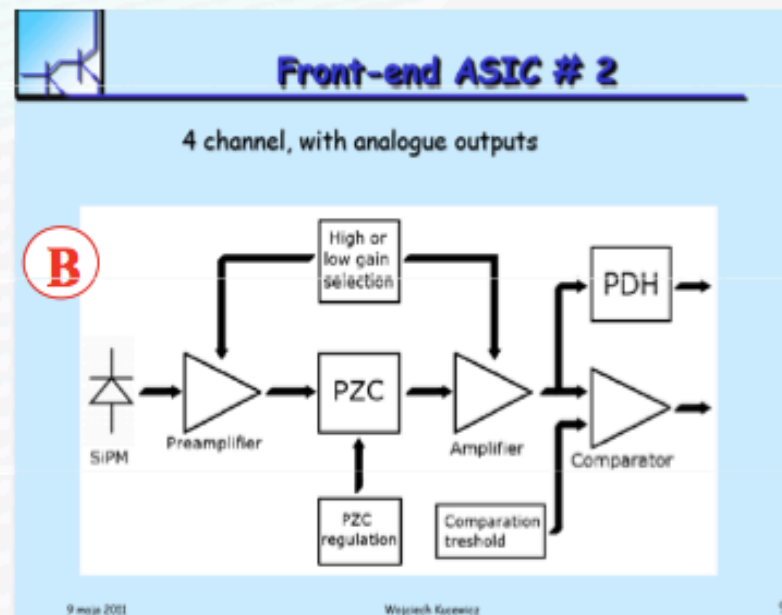 Front-end ASIC # 2
4 channel, with analogue outputs
B
High or
low gain
selection
PDH
PZC
SiPM
Preamplifier
Amplifier
Comparator
PZC
regulation
Comparation
treshold
9 maja 2011
Wojciech Kucewicz